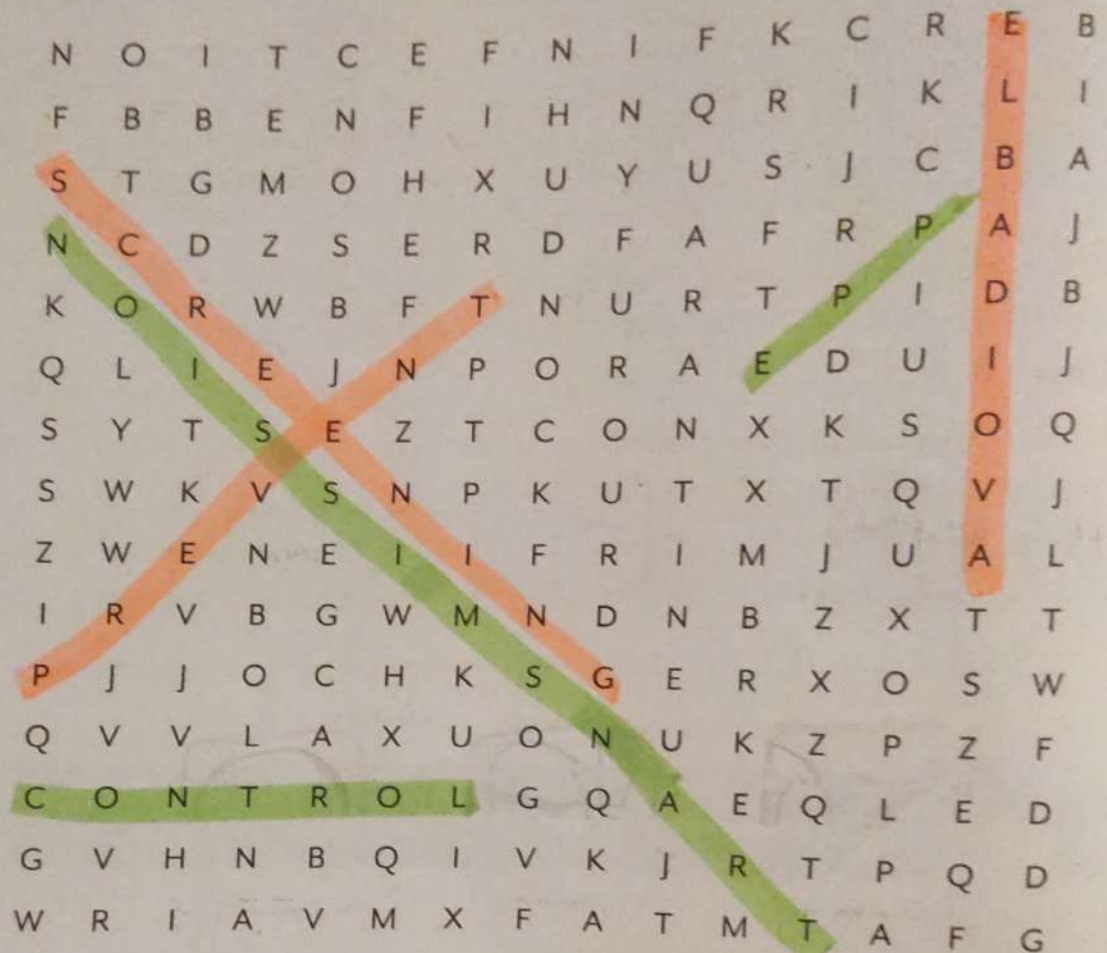 N O I T C E F N I F K C R E B
F B B E N F I H N Q R I K L I
S T G M O H X U Y U S J C B A
N C D Z S E R D F A F R P A J
K O R W B F T N U R T P I D B
Q L I E J N P O R A E D U I J
S Y T S E Z T C O N X K S O Q
S W K V S N P K U T X T Q V J
Z W E N E I I F R I M J U A L
I R V B G W M N D N B Z X T T
P J J O C H K S G E R X O S W
Q V V L A X U O N U K Z P Z F
C O N T R O L G Q A E Q L E D
G V H N B Q I V K J R T P Q D
W R I A V M X F A T M T A F G